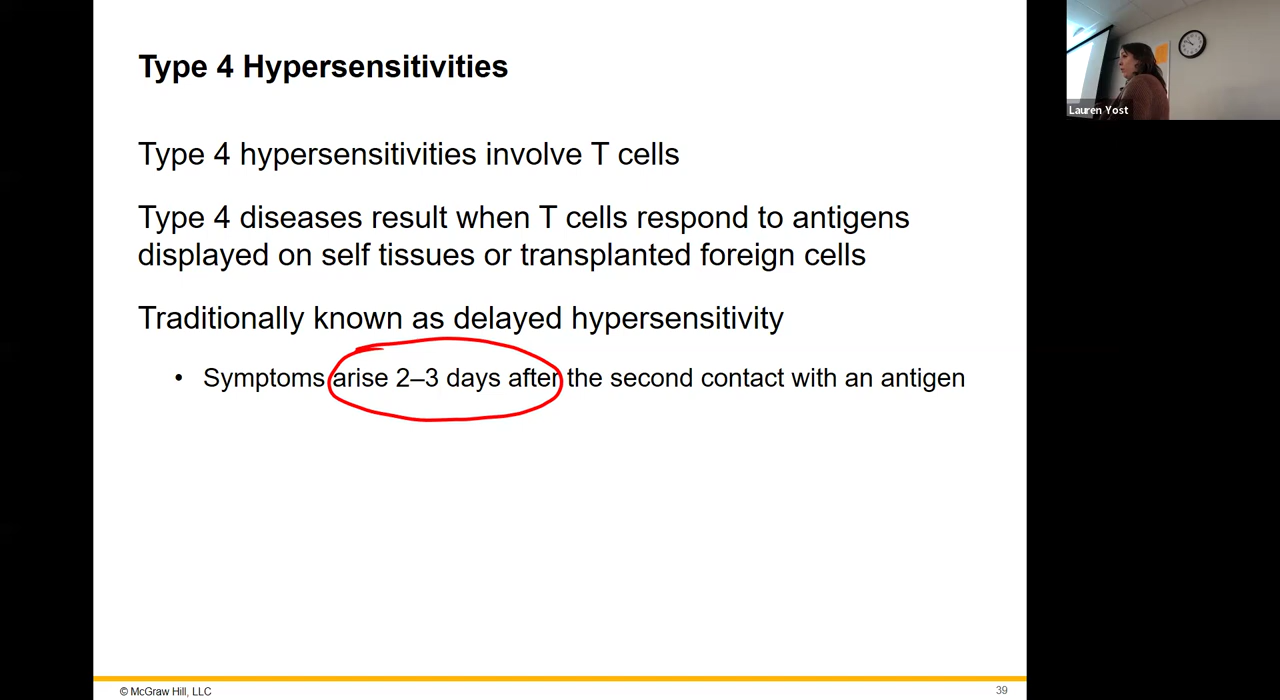 Type 4 Hypersensitivities
Type 4 hypersensitivities involve T cells
Type 4 diseases result when T cells respond to antigens
displayed on self tissues or transplanted foreign cells
Traditionally known as delayed hypersensitivity
• Symptoms arise 2–3 days after the second contact with an antigen
© McGraw Hill, LLC
39
Lauren Yost